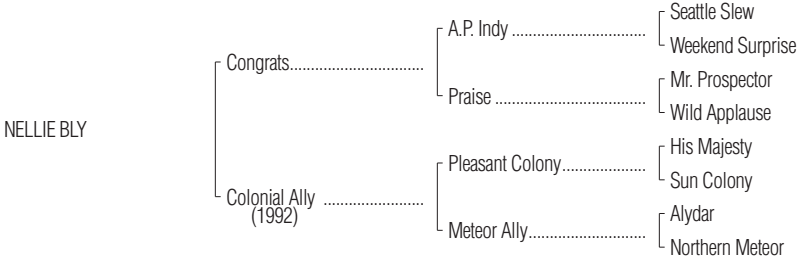 Seattle Slew
A.P. Indy ..................................
Weekend Surprise
Congrats..................................
Mr. Prospector
Praise ......................................
Wild Applause
NELLIE BLY
His Majesty
Pleasant Colony.....................
Sun Colony
Colonial Ally .........................
(1992)
Alydar
Meteor Ally..............................
Northern Meteor